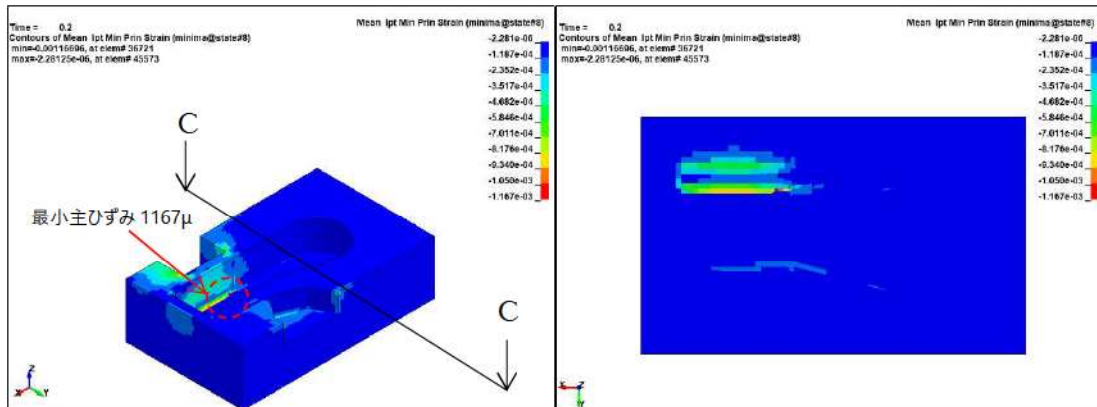 Time = 0.2
Contours of Mean Ipt Min Prin Strain (minima@state#8)
min=-0.00116696, at elem# 36721
max=-2.28125e-06, at elem# 45573
Mean Ipt Min Prin Strain (minima@state#8)
-2.281e-06
-1.187e-04
-2.352e-04
-3.517e-04
-4.682e-04
-5.846e-04
-7.011e-04
-8.176e-04
-9.340e-04
-1.050e-03
-1.167e-03
C
最小主ひずみ 1167μ
C
Z
X
Y
Time = 0.2
Contours of Mean Ipt Min Prin Strain (minima@state#8)
min=-0.00116696, at elem# 36721
max=-2.28125e-06, at elem# 45573
Mean Ipt Min Prin Strain (minima@state#8)
-2.281e-06
-1.187e-04
-2.352e-04
-3.517e-04
-4.682e-04
-5.846e-04
-7.011e-04
-8.176e-04
-9.340e-04
-1.050e-03
-1.167e-03
X
Z
Y